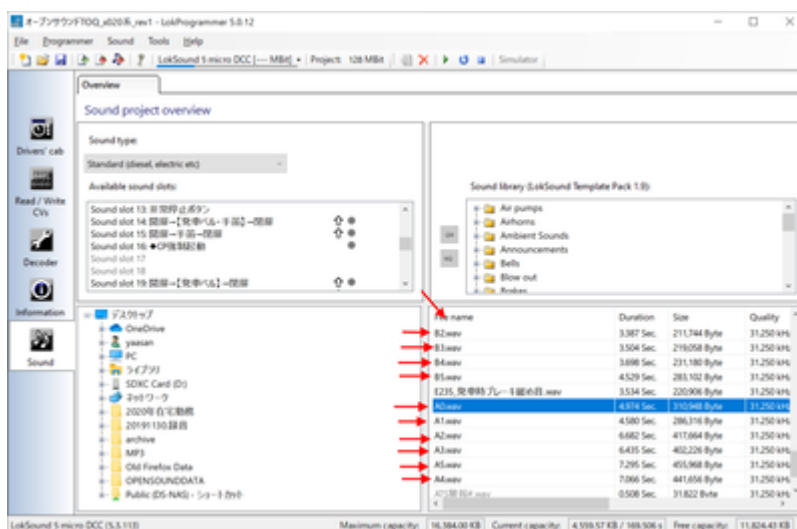 オープンサウンドTOQ_x020系_rev1 - LokProgrammer 5.0.12
File Programmer Sound Tools Help
LokSound 5 micro DCC [--- MBit] Project: 128 MBit Simulator
Overview
Sound project overview
Sound type:
Standard (diesel, electric etc)
Available sound slots:
Sound slot 13: 非常停止ボタン
Sound slot 14: 開扉→【発車ベル・手笛】→閉扉
Sound slot 15: 開扉→手笛→閉扉
Sound slot 16: ◆CP強制起動
Sound slot 17
Sound slot 18
Sound slot 19: 開扉→【発車ベル】→閉扉
Sound library (LokSound Template Pack 1.9):
Air pumps
Airhorns
Ambient Sounds
Announcements
Bells
Blow out
Brakes
Drivers' cab
Read / Write CVs
Decoder
Information
Sound
デスクトップ
OneDrive
yaasan
PC
ライブラリ
SDXC Card (D:)
ネットワーク
2020年在宅勤務
20191130録音
archive
MP3
Old Firefox Data
OPENSOUNDDATA
Public (DS-NAS) - ショートカット
File name Duration Size Quality
B2.wav 3.387 Sec. 211,744 Byte 31.250 kHz
B3.wav 3.504 Sec. 219,058 Byte 31.250 kHz
B4.wav 3.698 Sec. 231,180 Byte 31.250 kHz
B5.wav 4.529 Sec. 283,102 Byte 31.250 kHz
E235_発車時ブレーキ緩め音.wav 3.534 Sec. 220,906 Byte 31.250 kHz
A0.wav 4.974 Sec. 310,948 Byte 31.250 kHz
A1.wav 4.580 Sec. 286,316 Byte 31.250 kHz
A2.wav 6.682 Sec. 417,664 Byte 31.250 kHz
A3.wav 6.435 Sec. 402,226 Byte 31.250 kHz
A5.wav 7.295 Sec. 455,968 Byte 31.250 kHz
A4.wav 7.066 Sec. 441,656 Byte 31.250 kHz
0.508 Sec. 31.822 Byte 31.250 kHz
LokSound 5 micro DCC (5.3.113) Maximum capacity: 16,384.00 KB Current capacity: 4,559.57 KB / 169.506 s Free capacity: 11,824.43 KB